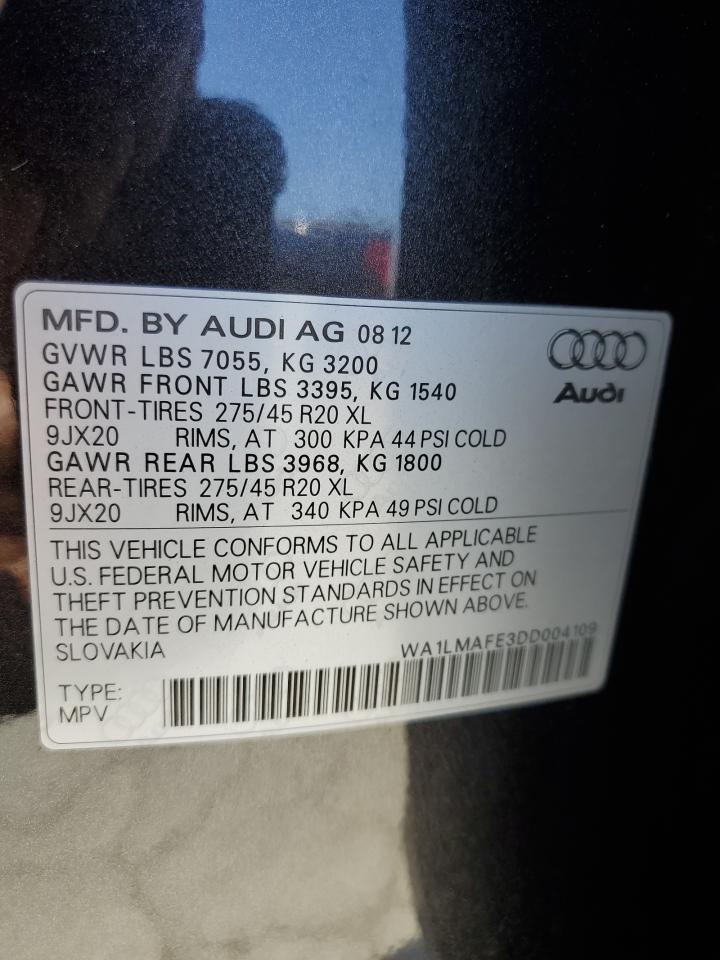 MFD. BY AUDI AG 08 12
GVWR LBS 7055, KG 3200
GAWR FRONT LBS 3395, KG 1540
FRONT-TIRES 275/45 R20 XL
9JX20 RIMS, AT 300 KPA 44 PSI COLD
GAWR REAR LBS 3968, KG 1800
REAR-TIRES 275/45 R20 XL
9JX20 RIMS, AT 340 KPA 49 PSI COLD
Audi
THIS VEHICLE CONFORMS TO ALL APPLICABLE
U.S. FEDERAL MOTOR VEHICLE SAFETY AND
THEFT PREVENTION STANDARDS IN EFFECT ON
THE DATE OF MANUFACTURE SHOWN ABOVE.
SLOVAKIA WA1LMAFE3DD004109
TYPE:
MPV